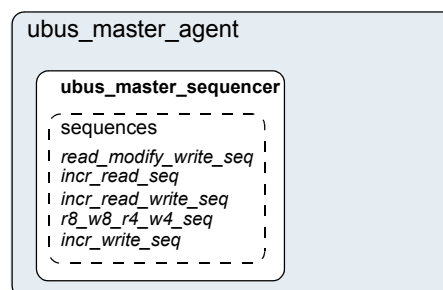 ubus_master_agent
ubus_master_sequencer
sequences
read_modify_write_seq
incr_read_seq
incr_read_write_seq
r8_w8_r4_w4_seq
incr_write_seq